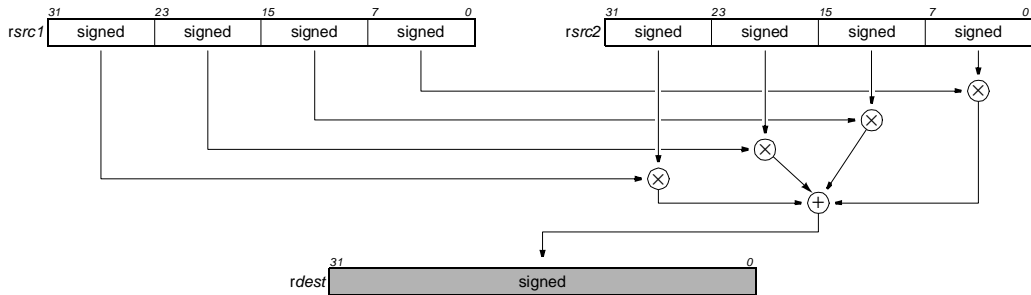 31 23 15 7 0 31 23 15 7 0
rsrc1 signed signed signed signed rsrc2 signed signed signed signed
×
×
×
×
+
31 0
rdest signed